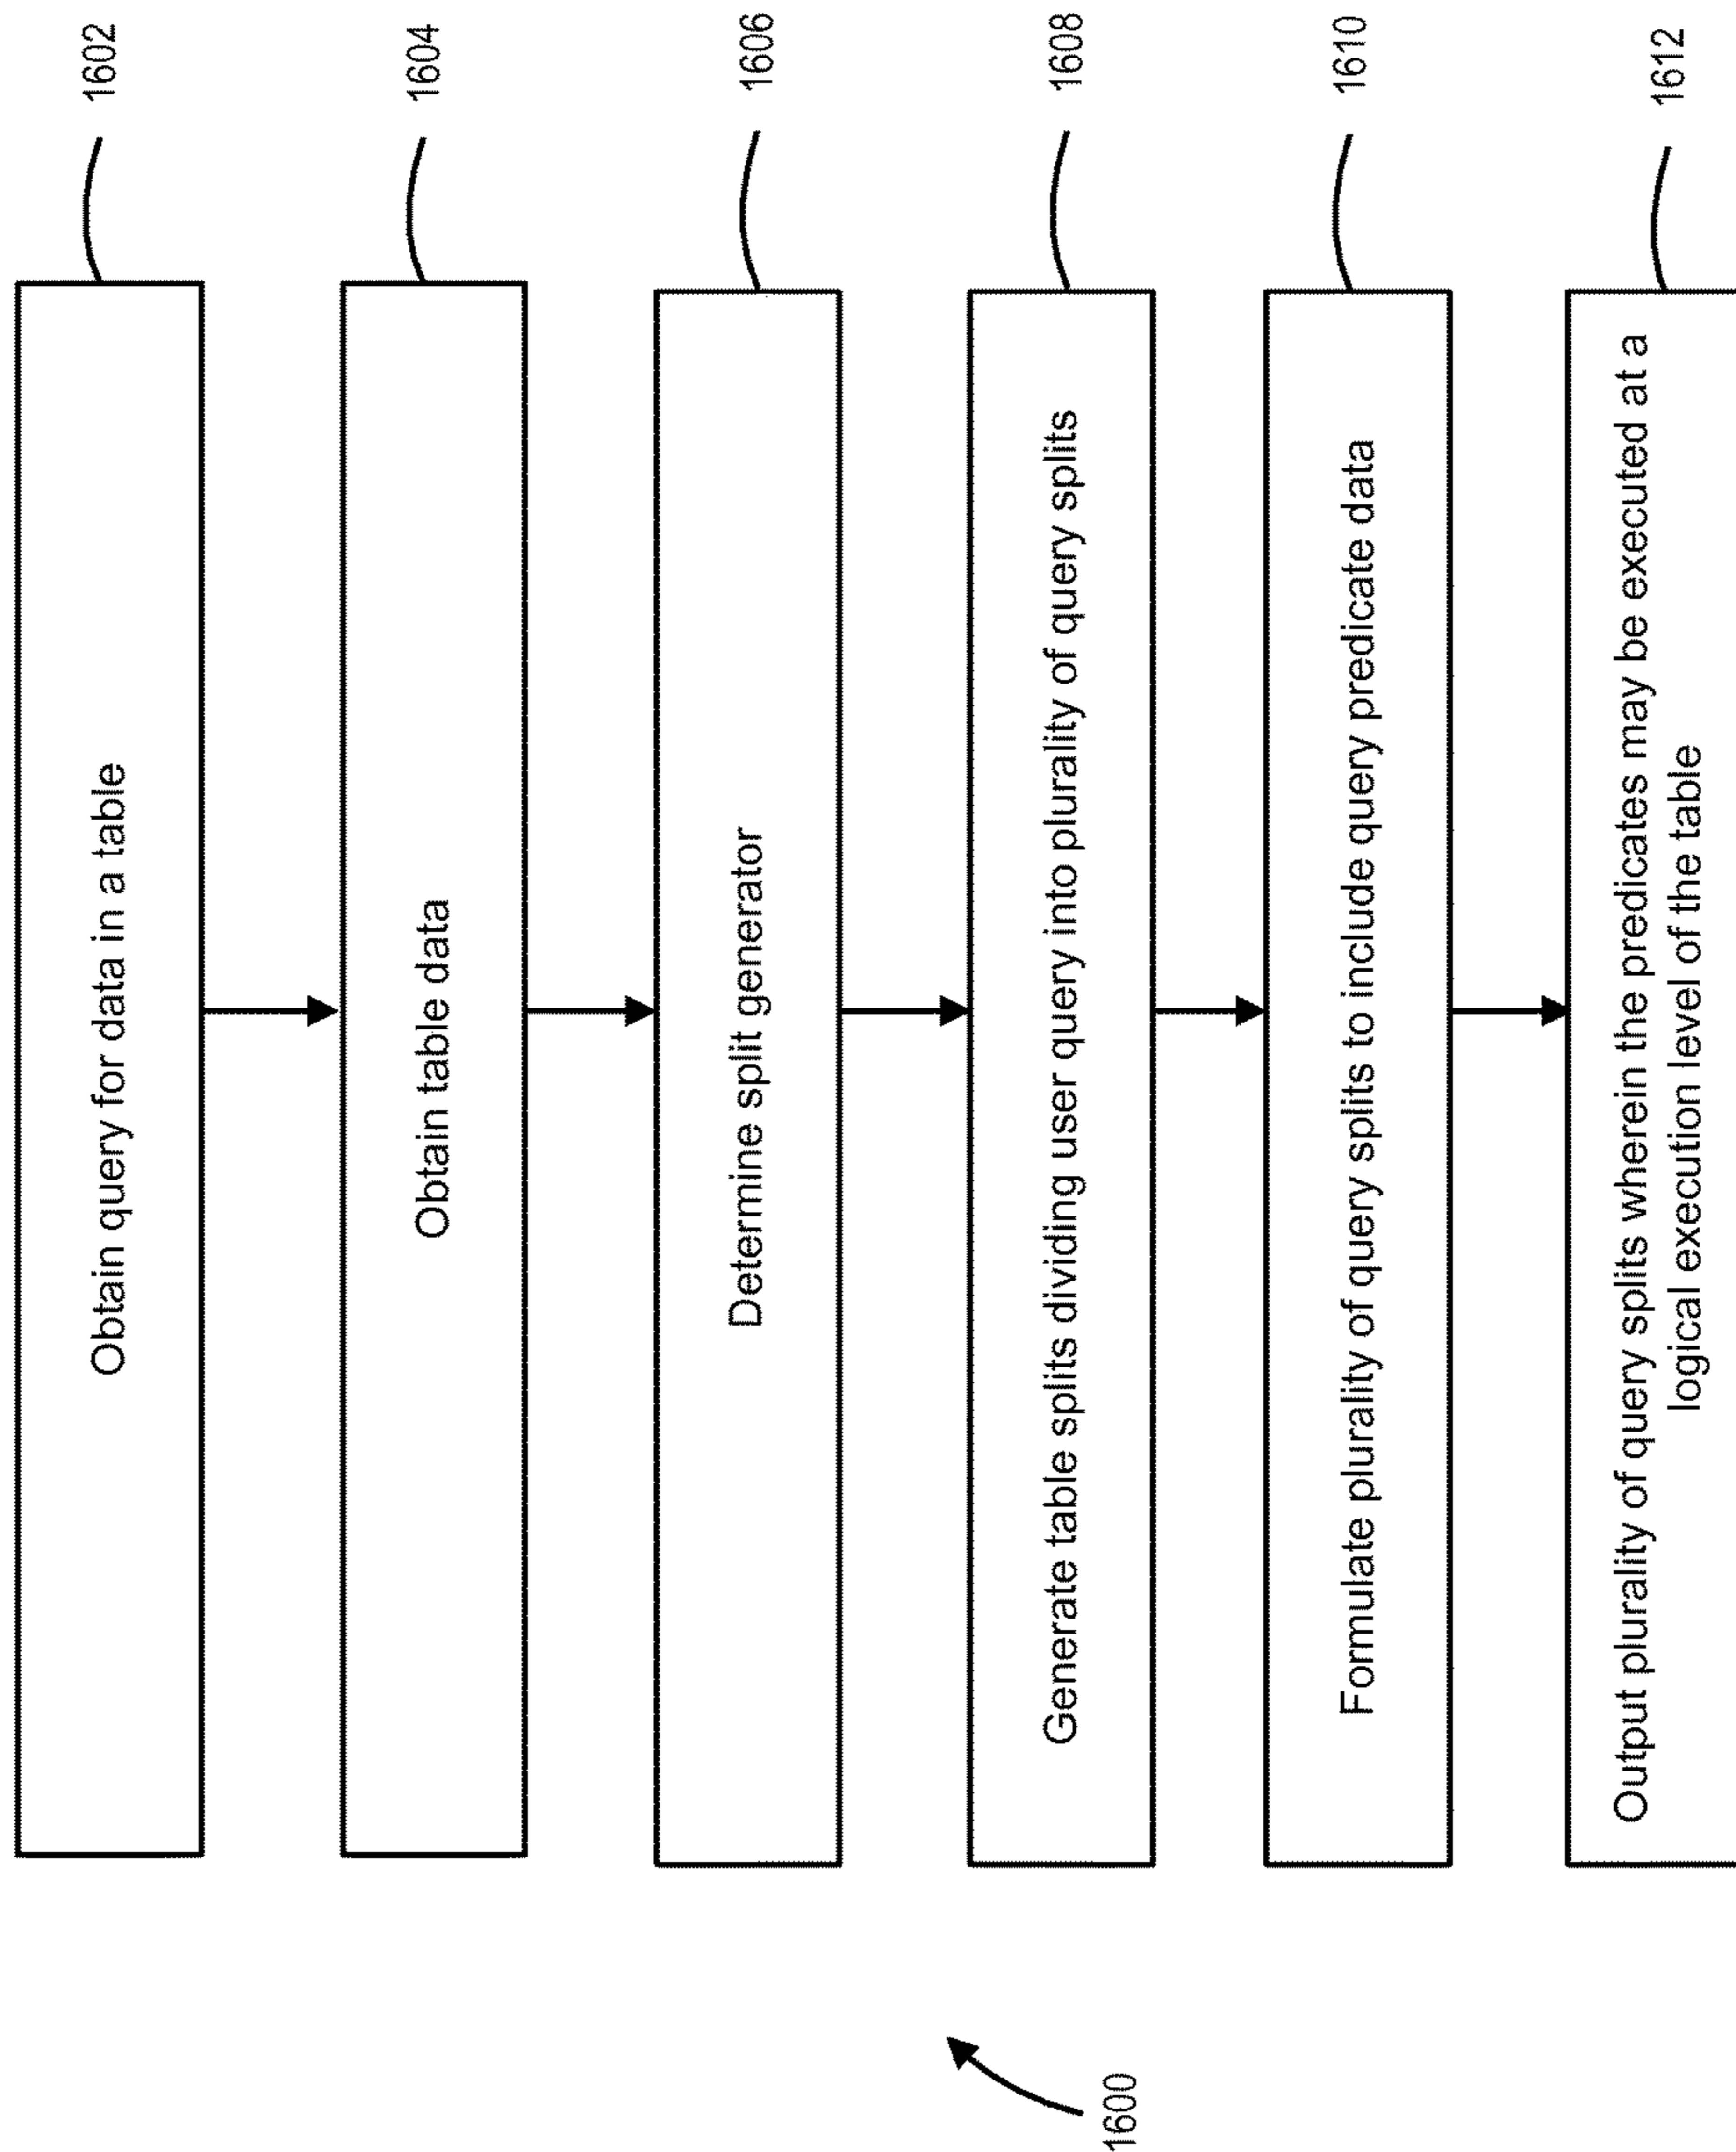 1600
Obtain query for data in a table
1602
Obtain table data
1604
Determine split generator
1606
Generate table splits dividing user query into plurality of query splits
1608
Formulate plurality of query splits to include query predicate data
1610
Output plurality of query splits wherein the predicates may be executed at a
logical execution level of the table
1612